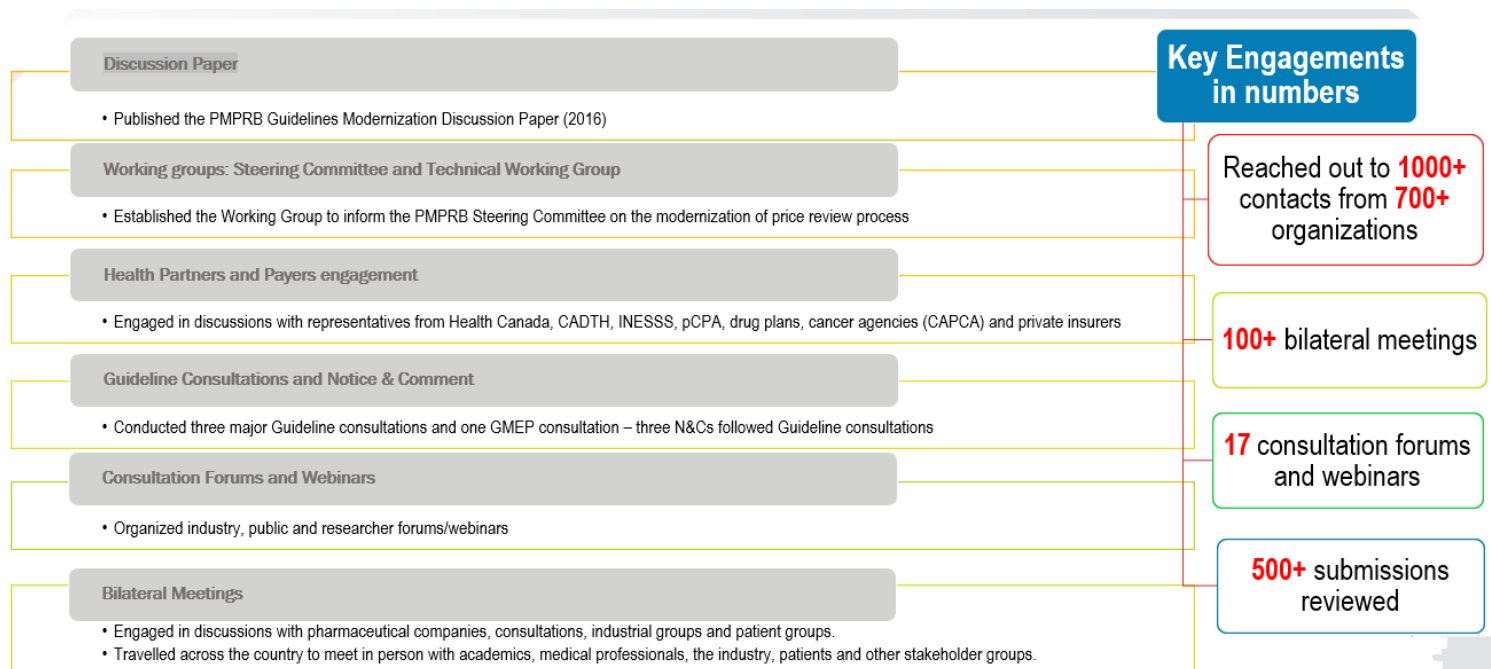 Discussion Paper
• Published the PMPRB Guidelines Modernization Discussion Paper (2016)
Working groups: Steering Committee and Technical Working Group
• Established the Working Group to inform the PMPRB Steering Committee on the modernization of price review process
Health Partners and Payers engagement
• Engaged in discussions with representatives from Health Canada, CADTH, INESSS, pCPA, drug plans, cancer agencies (CAPCA) and private insurers
Guideline Consultations and Notice & Comment
• Conducted three major Guideline consultations and one GMEP consultation – three N&Cs followed Guideline consultations
Consultation Forums and Webinars
• Organized industry, public and researcher forums/webinars
Bilateral Meetings
• Engaged in discussions with pharmaceutical companies, consultations, industrial groups and patient groups.
• Travelled across the country to meet in person with academics, medical professionals, the industry, patients and other stakeholder groups.
Key Engagements
in numbers
Reached out to 1000+
contacts from 700+
organizations
100+ bilateral meetings
17 consultation forums
and webinars
500+ submissions
reviewed